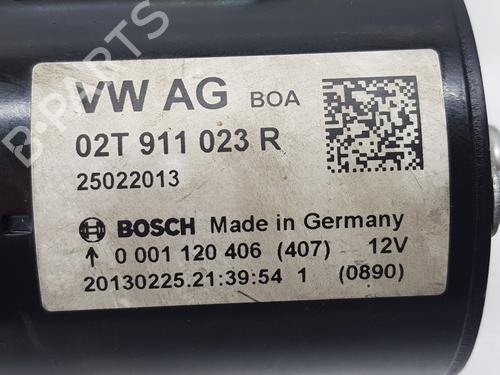 B-PARTS
VW AG BOA
02T 911 023 R
25022013
BOSCH Made in Germany
↑ 0 001 120 406 (407) 12V
20130225.21:39:54 1 (0890)